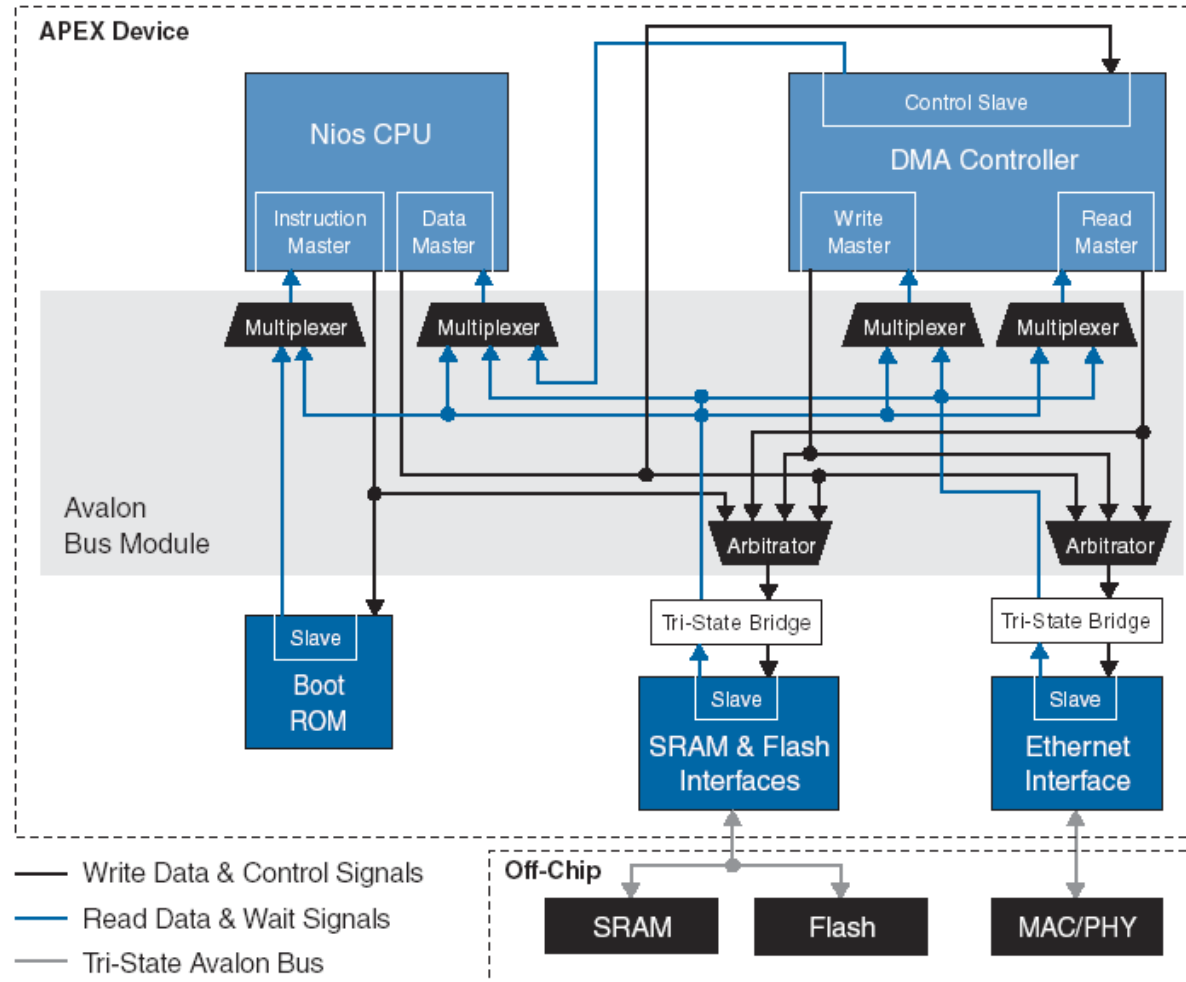 APEX Device
Nios CPU
Control Slave
DMA Controller
Instruction
Master
Data
Master
Write
Master
Read
Master
Multiplexer
Multiplexer
Multiplexer
Multiplexer
Avalon
Bus Module
Arbitrator
Arbitrator
Tri-State Bridge
Tri-State Bridge
Slave
Boot
ROM
Slave
SRAM & Flash
Interfaces
Slave
Ethernet
Interface
Write Data & Control Signals
Read Data & Wait Signals
Tri-State Avalon Bus
Off-Chip
SRAM
Flash
MAC/PHY